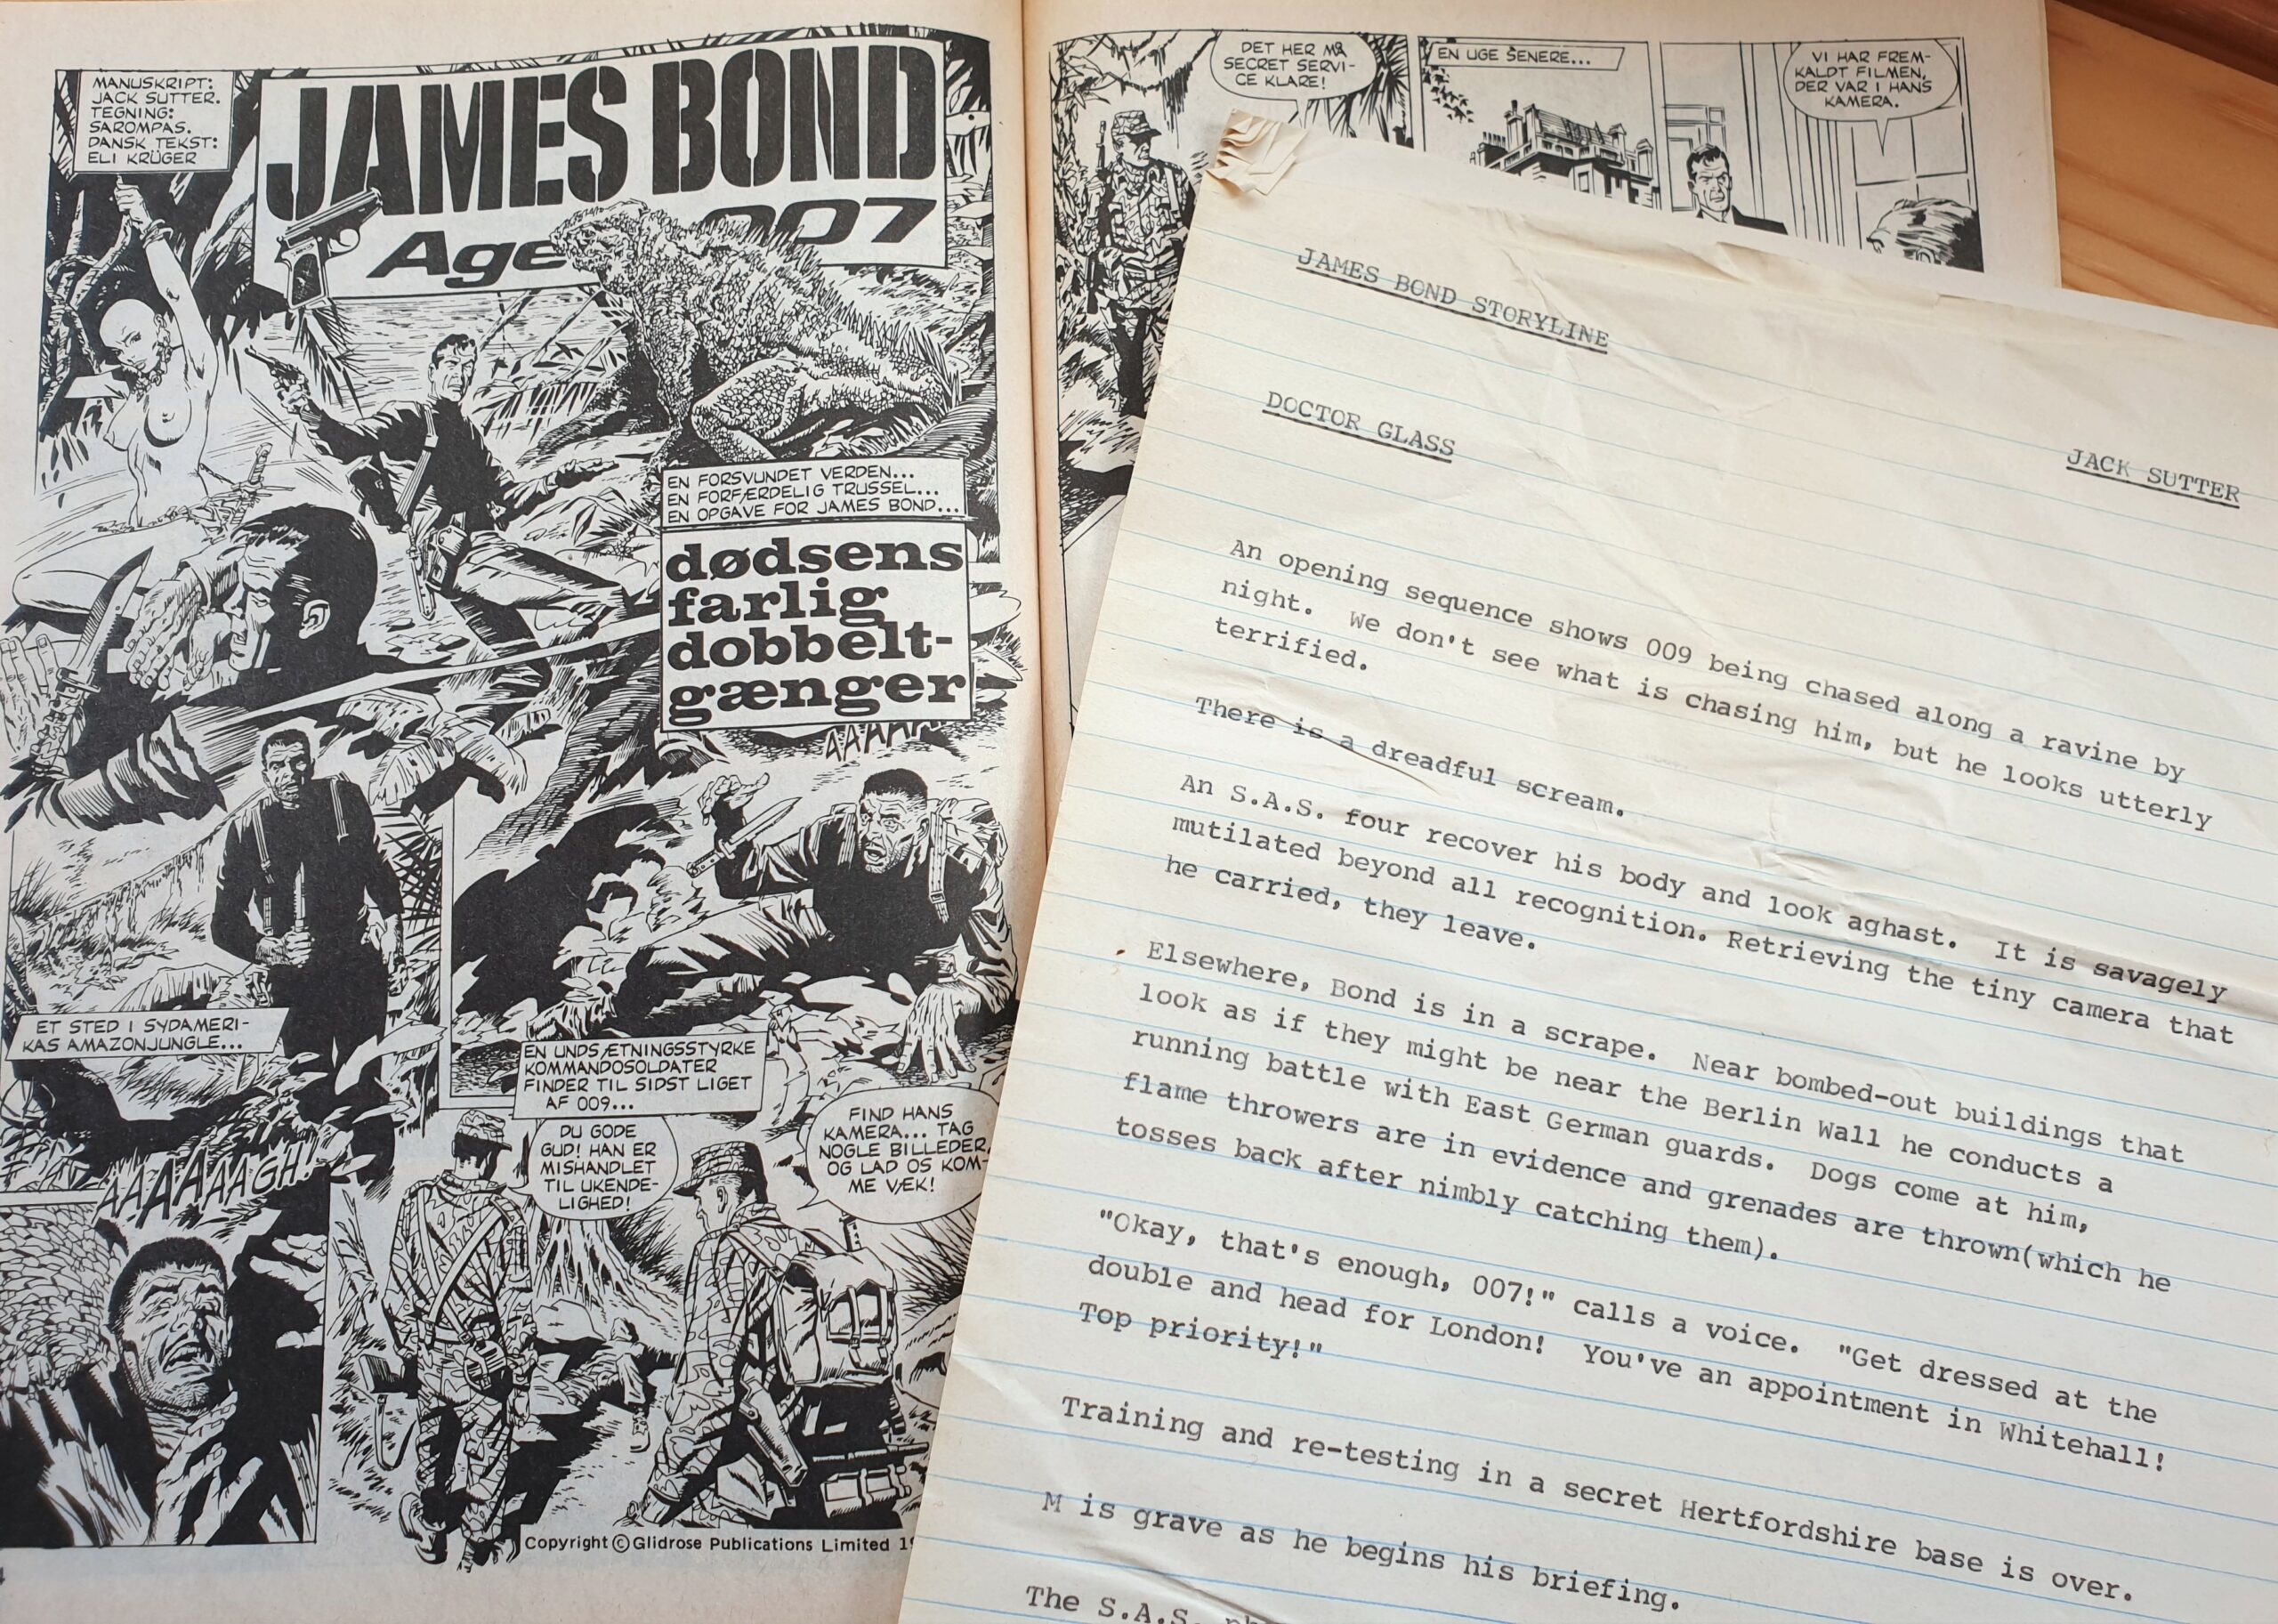 MANUSKRIPT:
JACK SUTTER.
TEGNING:
SAROMPAS.
DANSK TEKST:
ELI KRÜGER
JAMES BOND
Age 007
EN FORSVUNDET VERDEN...
EN FORFÆRDELIG TRUSSEL...
EN OPGAVE FOR JAMES BOND...
dødsens
farlig
dobbelt-
gænger
ET STED I SYDAMERI-
KAS AMAZONJUNGLE...
EN UNDSÆTNINGSSTYRKE
KOMMANDOSOLDATER
FINDER TIL SIDST LIGET
AF 009...
AAAAAAGH!
DU GODE
GUD! HAN ER
MISHANDLET
TIL UKENDE-
LIGHED!
FIND HANS
KAMERA... TAG
NOGLE BILLEDER,
OG LAD OS KOM-
ME VÆK!
Copyright © Glidrose Publications Limited 19
DET HER MÅ
SECRET SERVI-
CE KLARE!
EN UGE SENERE...
VI HAR FREM-
KALDT FILMEN,
DER VAR I HANS
KAMERA.
JAMES BOND STORYLINE
DOCTOR GLASS
JACK SUTTER
An opening sequence shows 009 being chased along a ravine by
night. We don't see what is chasing him, but he looks utterly
terrified.
There is a dreadful scream.
An S.A.S. four recover his body and look aghast. It is savagely
mutilated beyond all recognition. Retrieving the tiny camera that
he carried, they leave.
Elsewhere, Bond is in a scrape. Near bombed-out buildings that
look as if they might be near the Berlin Wall he conducts a
running battle with East German guards. Dogs come at him,
flame throwers are in evidence and grenades are thrown(which he
tosses back after nimbly catching them).
"Okay, that's enough, 007!" calls a voice. "Get dressed at the
double and head for London! You've an appointment in Whitehall!
Top priority!"
Training and re-testing in a secret Hertfordshire base is over.
M is grave as he begins his briefing.
The S.A.S.